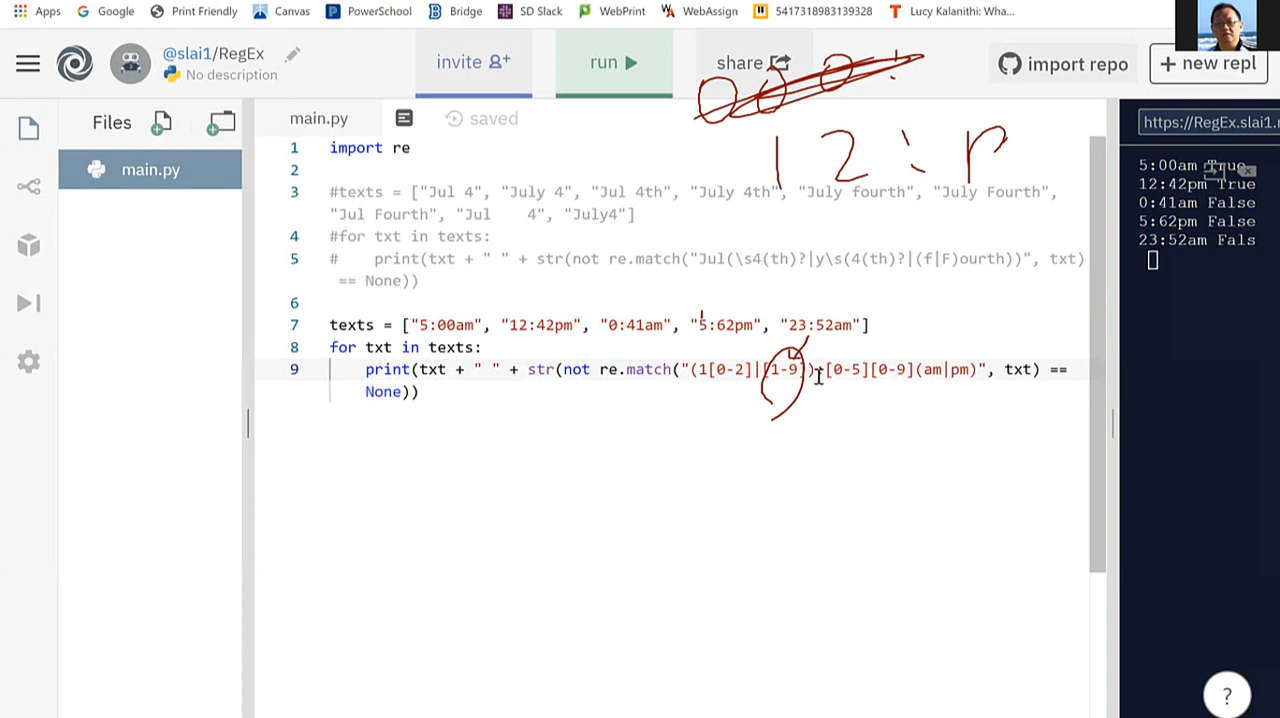 Apps Google Print Friendly Canvas PowerSchool Bridge SD Slack WebPrint WebAssign 5417318983139328 Lucy Kalanithi: Wha...
@slai1/RegEx
No description
invite
run
share
import repo
+ new repl
Files
main.py
main.py
saved
https://RegEx.slai1.r
1 import re
2
3 #texts = ["Jul 4", "July 4", "Jul 4th", "July 4th", "July fourth", "July Fourth",
"Jul Fourth", "Jul    4", "July4"]
4 #for txt in texts:
5 #   print(txt + " " + str(not re.match("Jul(\s4(th)?|y\s(4(th)?|(f|F)ourth))", txt)
== None))
6
7 texts = ["5:00am", "12:42pm", "0:41am", "5:62pm", "23:52am"]
8 for txt in texts:
9 print(txt + " " + str(not re.match("(1[0-2]|[1-9]):[0-5][0-9](am|pm)", txt) ==
None))
12:p
5:00am True
12:42pm True
0:41am False
5:62pm False
23:52am Fals
?